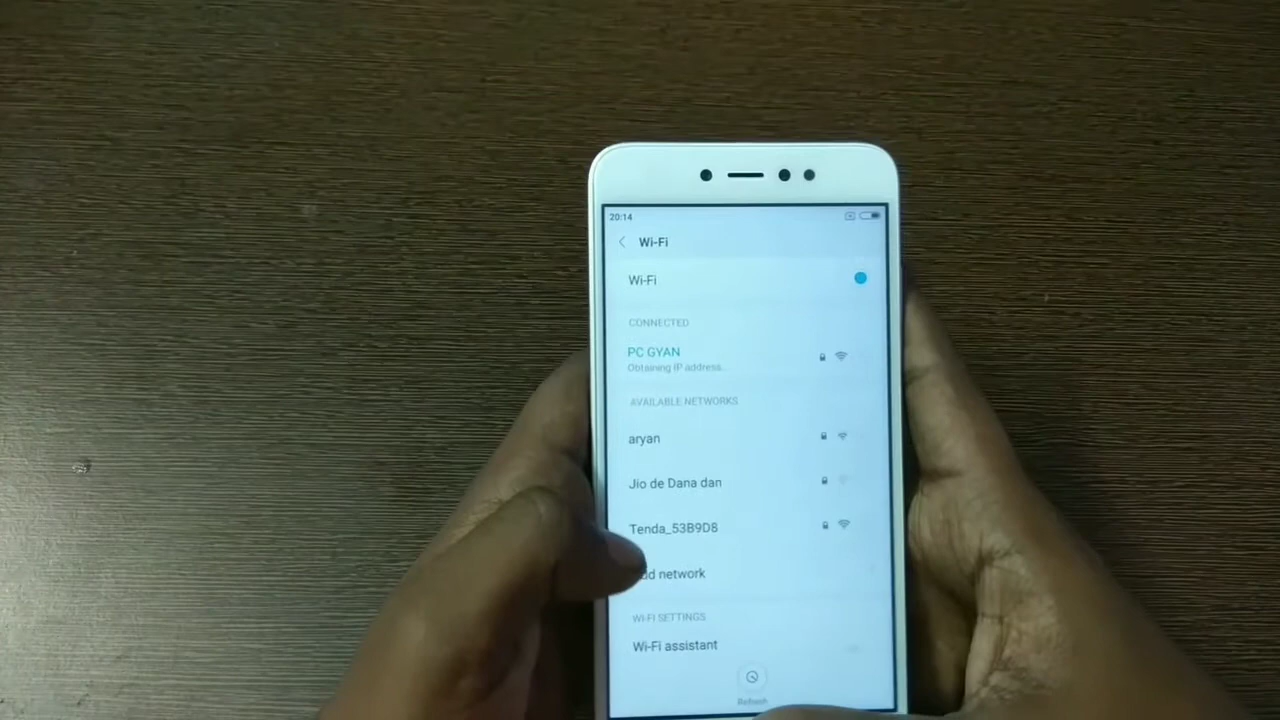 20:14
Wi-Fi
Wi-Fi
CONNECTED
PC GYAN
Obtaining IP address...
AVAILABLE NETWORKS
aryan
Jio de Dana dan
Tenda_53B9D8
network
WI-FI SETTINGS
Wi-Fi assistant
Refresh